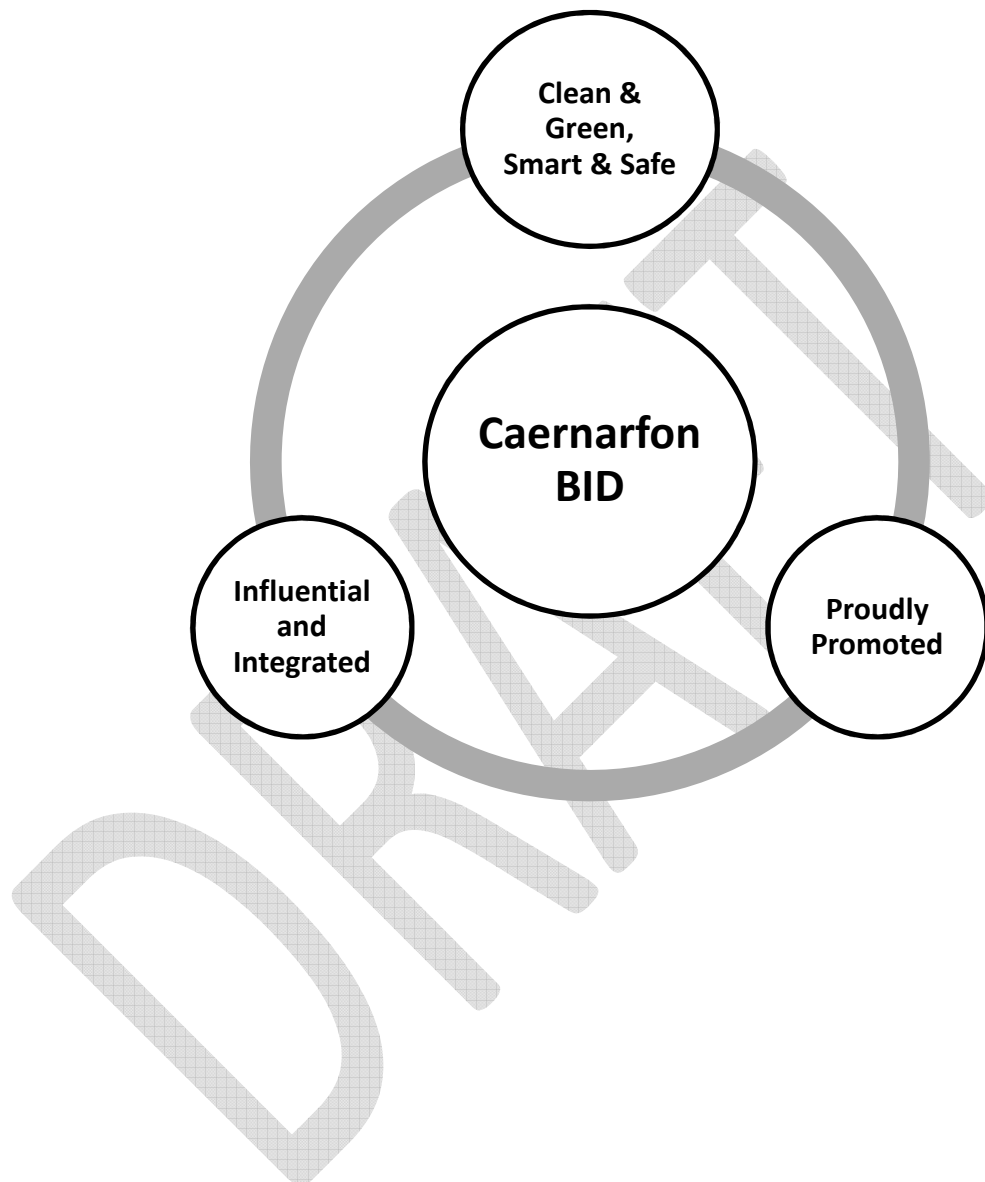 Clean &
Green,
Smart & Safe
Caernarfon
BID
Influential
and
Integrated
Proudly
Promoted
DRAFT